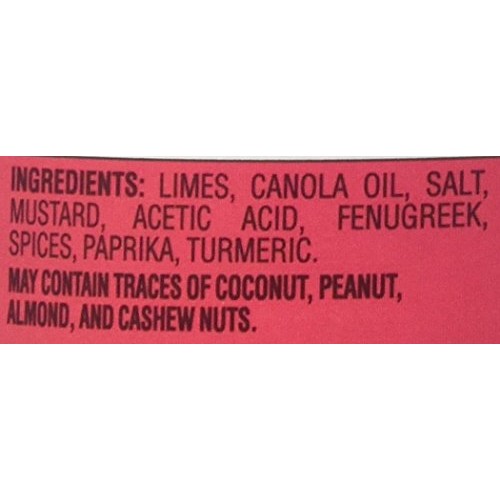 INGREDIENTS: LIMES, CANOLA OIL, SALT,
MUSTARD, ACETIC ACID, FENUGREEK,
SPICES, PAPRIKA, TURMERIC.
MAY CONTAIN TRACES OF COCONUT, PEANUT,
ALMOND, AND CASHEW NUTS.